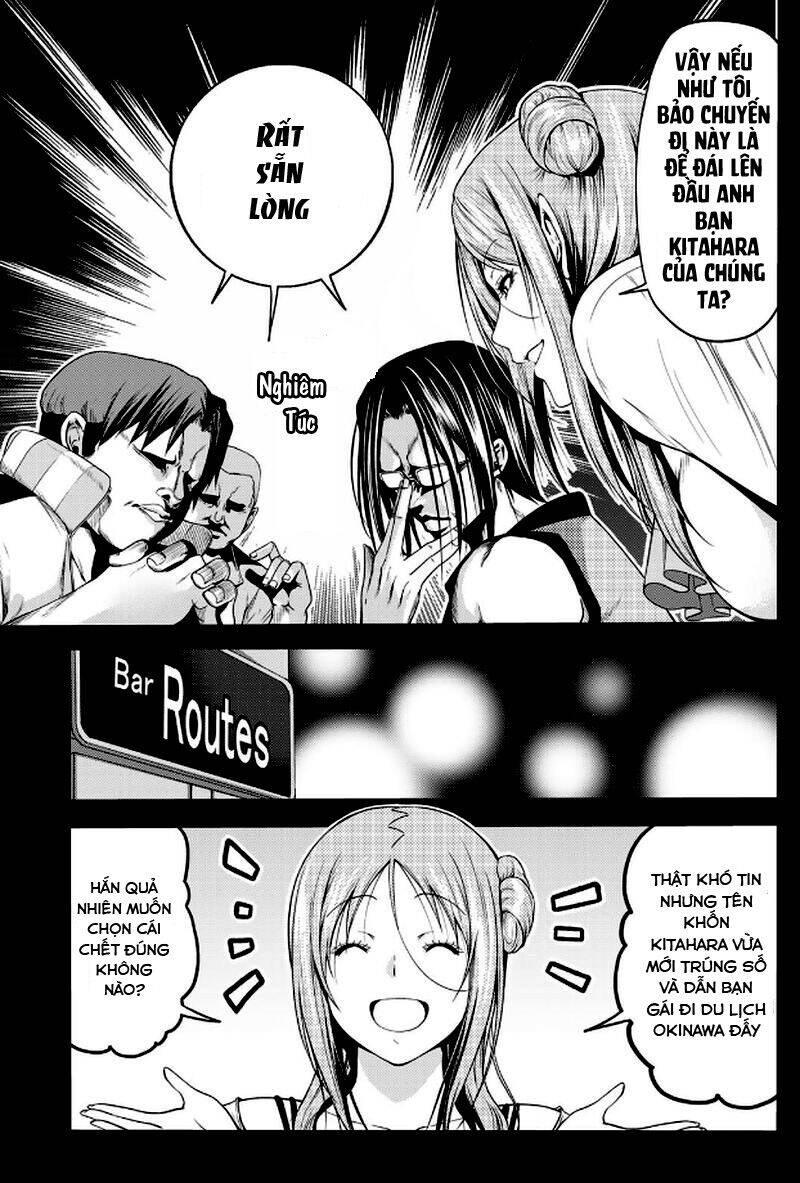 VẬY NẾU
NHƯ TÔI
BẢO CHUYẾN
ĐI NÀY LÀ
ĐỂ ĐÁI LÊN
ĐẦU ANH
BẠN
KITAHARA
CỦA CHÚNG
TA?
RẤT
SẴN
LÒNG
Nghiêm
Túc
Bar Routes
THẬT KHÓ TIN
NHƯNG TÊN
KHỐN
KITAHARA VỪA
MỚI TRÚNG SỐ
VÀ DẪN BẠN
GÁI ĐI DU LỊCH
OKINAWA ĐẤY
HẮN QUẢ
NHIÊN MUỐN
CHỌN CÁI
CHẾT ĐÚNG
KHÔNG
NÀO?